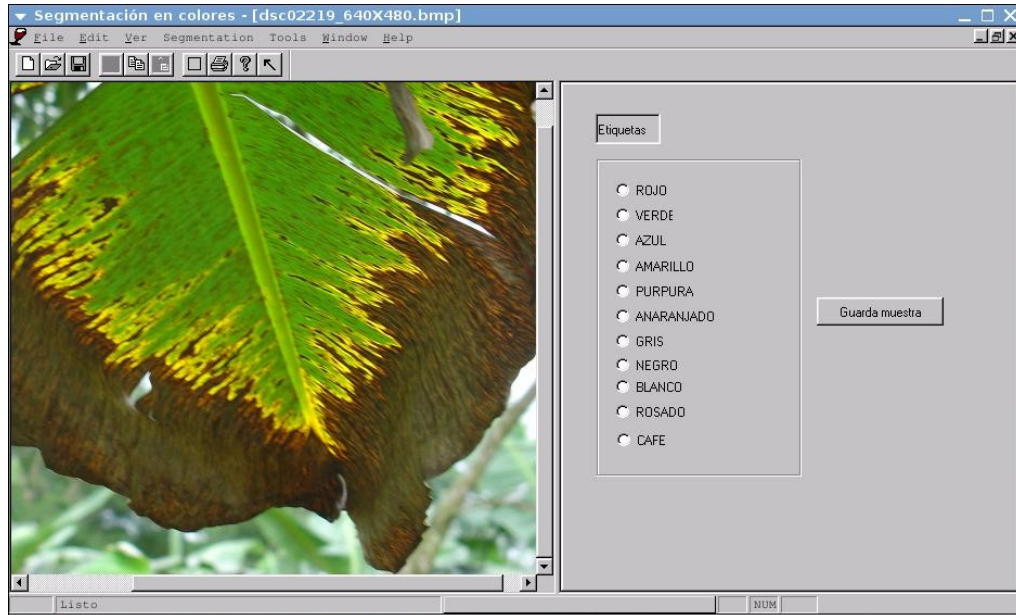 Segmentación en colores - [dsc02219_640X480.bmp]
File Edit Ver Segmentation Tools Window Help
Etiquetas
ROJO
VERDE
AZUL
AMARILLO
PURPURA
ANARANJADO
GRIS
NEGRO
BLANCO
ROSADO
CAFE
Guarda muestra
Listo NUM